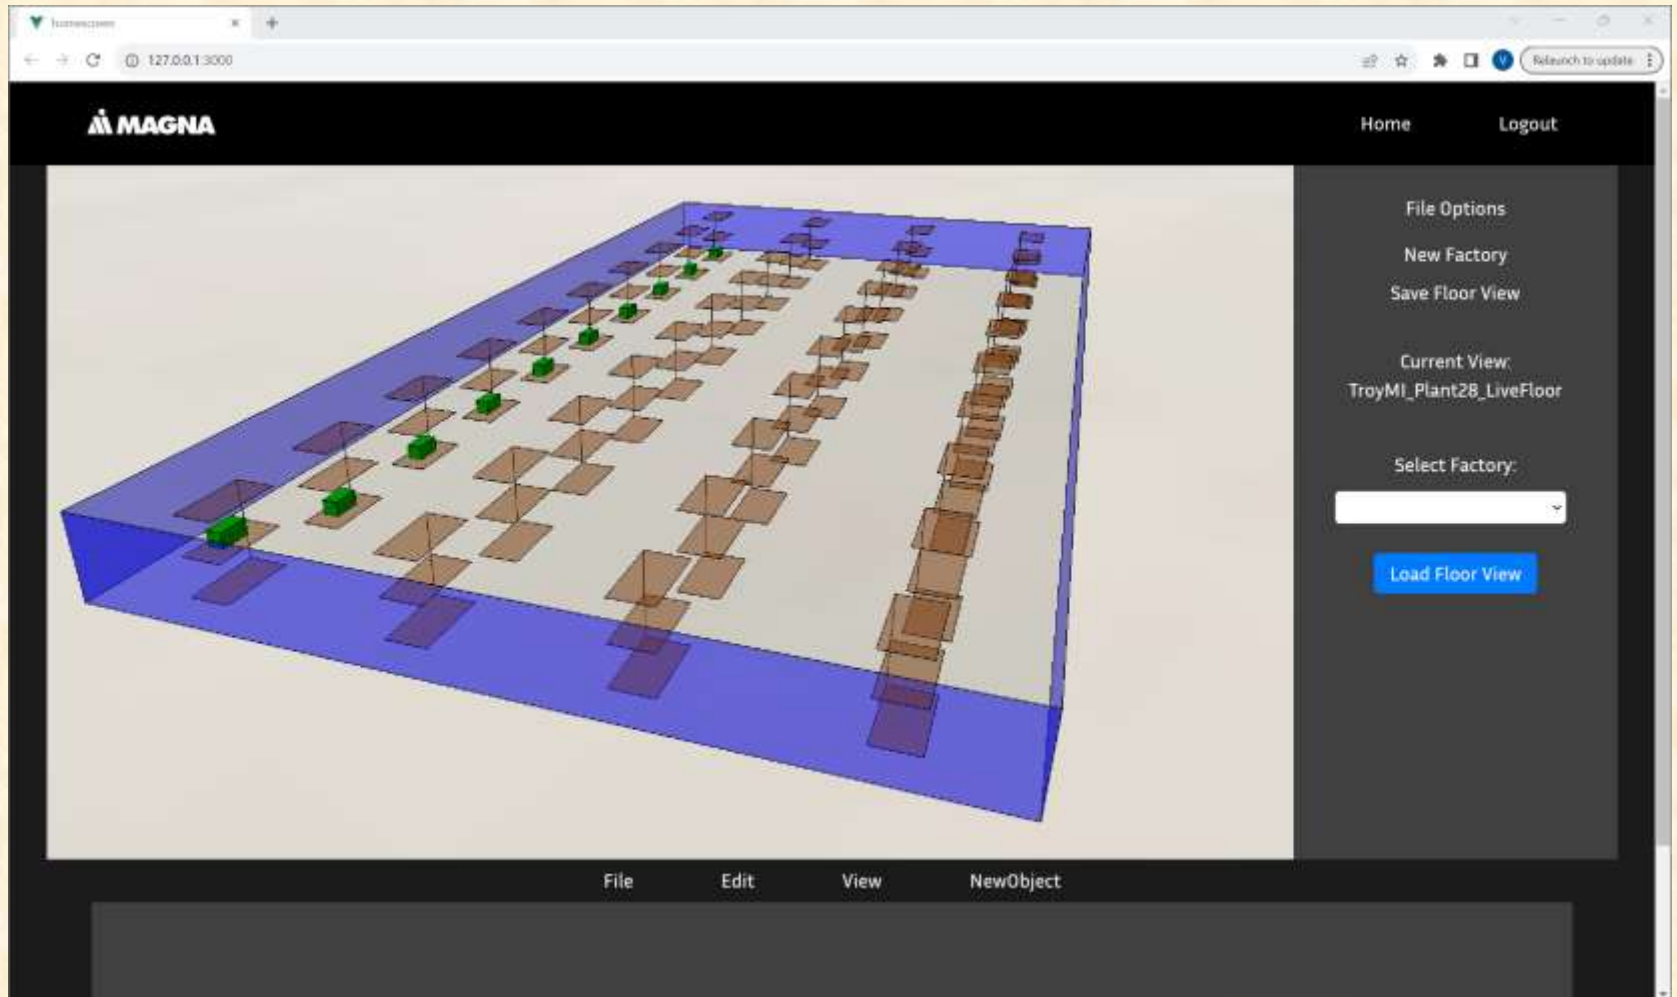 homescreen
127.0.0.1:3000
Relaunch to update
MAGNA
Home
Logout
File Options
New Factory
Save Floor View
Current View:
TroyMI_Plant28_LiveFloor
Select Factory:
Load Floor View
File
Edit
View
NewObject
V